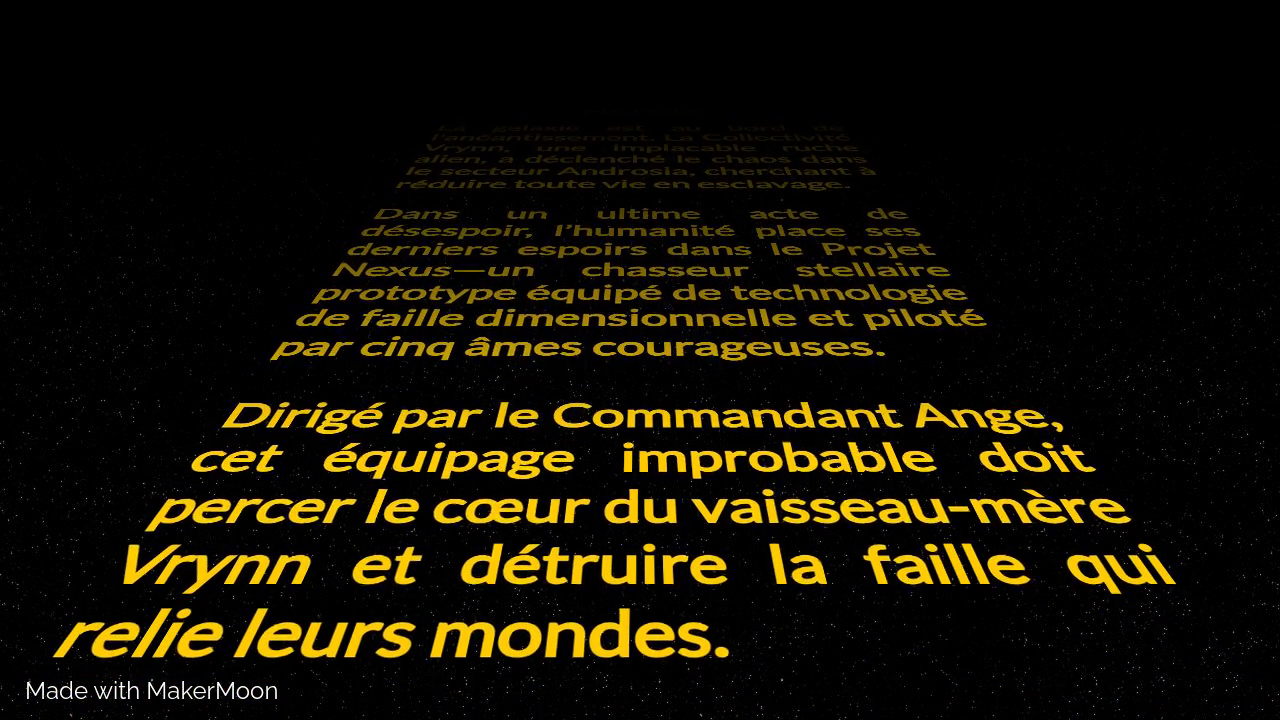 La galaxie est au bord de
l'anéantissement. La Collectivité
Vrynn, une implacable ruche
alien, a déclenché le chaos dans
le secteur Androsia, cherchant à
réduire toute vie en esclavage.
Dans un ultime acte de
désespoir, l'humanité place ses
derniers espoirs dans le Projet
Nexus—un chasseur stellaire
prototype équipé de technologie
de faille dimensionnelle et piloté
par cinq âmes courageuses.
Dirigé par le Commandant Ange,
cet équipage improbable doit
percer le cœur du vaisseau-mère
Vrynn et détruire la faille qui
relie leurs mondes.
Made with MakerMoon